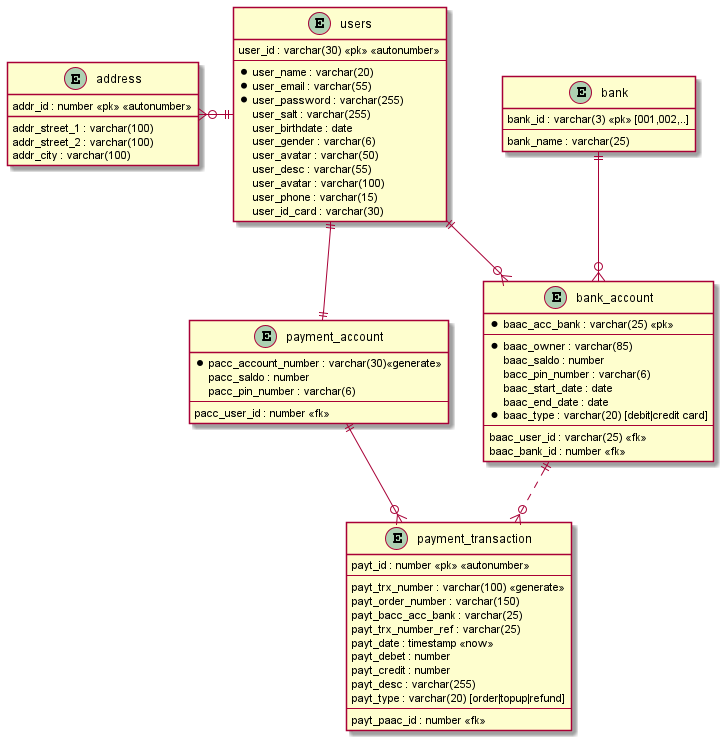 E users
user_id : varchar(30) «pk» «autonumber»
user_name : varchar(20)
user_email : varchar(55)
user_password : varchar(255)
user_salt : varchar(255)
user_birthdate : date
user_gender : varchar(6)
user_avatar : varchar(50)
user_desc : varchar(55)
user_avatar : varchar(100)
user_phone : varchar(15)
user_id_card : varchar(30)
E address
addr_id : number «pk» «autonumber»
addr_street_1 : varchar(100)
addr_street_2 : varchar(100)
addr_city : varchar(100)
E bank
bank_id : varchar(3) «pk» [001,002,..]
bank_name : varchar(25)
E payment_account
pacc_account_number : varchar(30)«generate»
pacc_saldo : number
pacc_pin_number : varchar(6)
pacc_user_id : number «fk»
E bank_account
baac_acc_bank : varchar(25) «pk»
baac_owner : varchar(85)
baac_saldo : number
bacc_pin_number : varchar(6)
baac_start_date : date
baac_end_date : date
baac_type : varchar(20) [debit|credit card]
baac_user_id : varchar(25) «fk»
baac_bank_id : number «fk»
E payment_transaction
payt_id : number «pk» «autonumber»
payt_trx_number : varchar(100) «generate»
payt_order_number : varchar(150)
payt_bacc_acc_bank : varchar(25)
payt_trx_number_ref : varchar(25)
payt_date : timestamp «now»
payt_debet : number
payt_credit : number
payt_desc : varchar(255)
payt_type : varchar(20) [order|topup|refund]
payt_paac_id : number «fk»